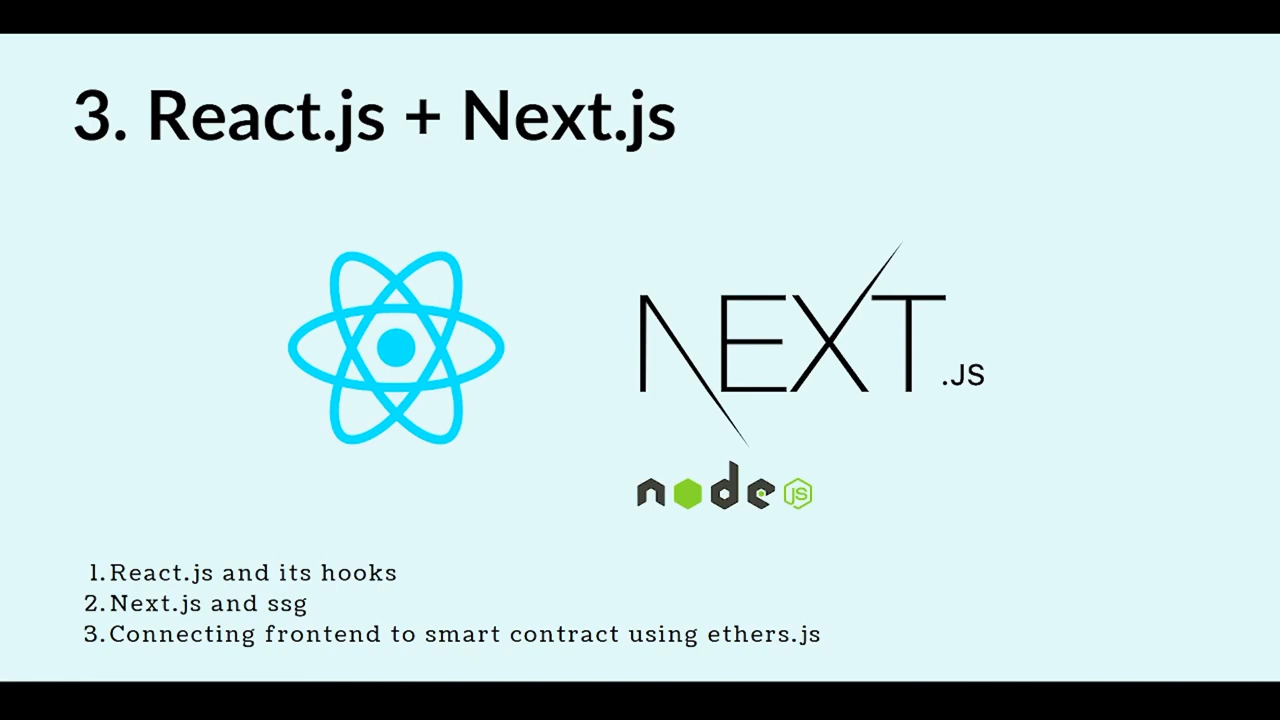 3. React.js + Next.js
NEXT.JS
node JS
1. React.js and its hooks
2. Next.js and ssg
3. Connecting frontend to smart contract using ethers.js